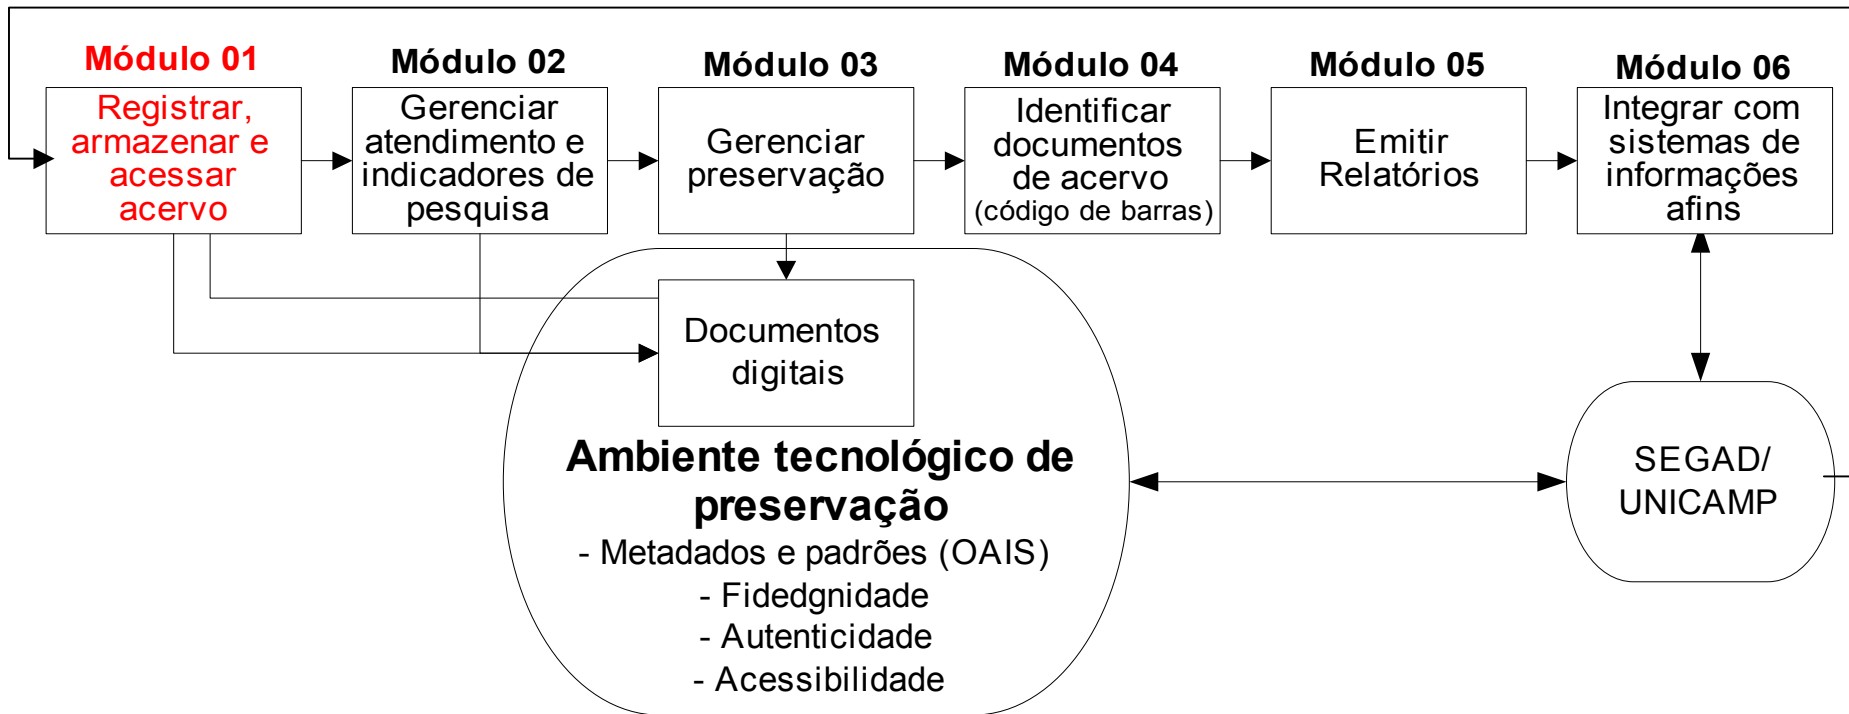 Módulo 01
Registrar,
armazenar e
acessar
acervo
Módulo 02
Gerenciar
atendimento e
indicadores de
pesquisa
Módulo 03
Gerenciar
preservação
Módulo 04
Identificar
documentos
de acervo
(código de barras)
Módulo 05
Emitir
Relatórios
Módulo 06
Integrar com
sistemas de
informações
afins
Documentos
digitais
Ambiente tecnológico de
preservação
- Metadados e padrões (OAIS)
- Fidedgnidade
- Autenticidade
- Acessibilidade
SEGAD/
UNICAMP